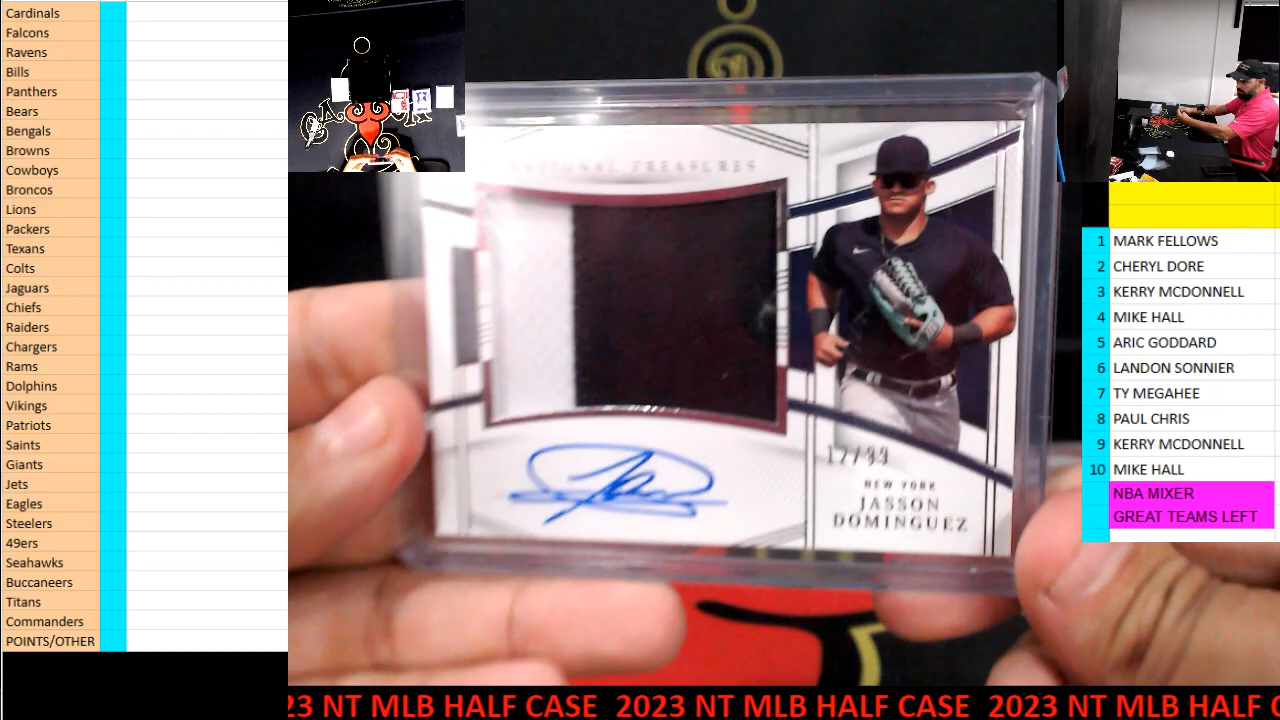 Cardinals
Falcons
Ravens
Bills
Panthers
Bears
Bengals
Browns
Cowboys
Broncos
Lions
Packers
Texans
Colts
Jaguars
Chiefs
Raiders
Chargers
Rams
Dolphins
Vikings
Patriots
Saints
Giants
Jets
Eagles
Steelers
49ers
Seahawks
Buccaneers
Titans
Commanders
POINTS/OTHER
NATIONAL TREASURES
12/99
NEW YORK
JASSON
DOMINGUEZ
1 MARK FELLOWS
2 CHERYL DORE
3 KERRY MCDONNELL
4 MIKE HALL
5 ARIC GODDARD
6 LANDON SONNIER
7 TY MEGAHEE
8 PAUL CHRIS
9 KERRY MCDONNELL
10 MIKE HALL
NBA MIXER
GREAT TEAMS LEFT
23 NT MLB HALF CASE 2023 NT MLB HALF CASE 2023 NT MLB HALF C